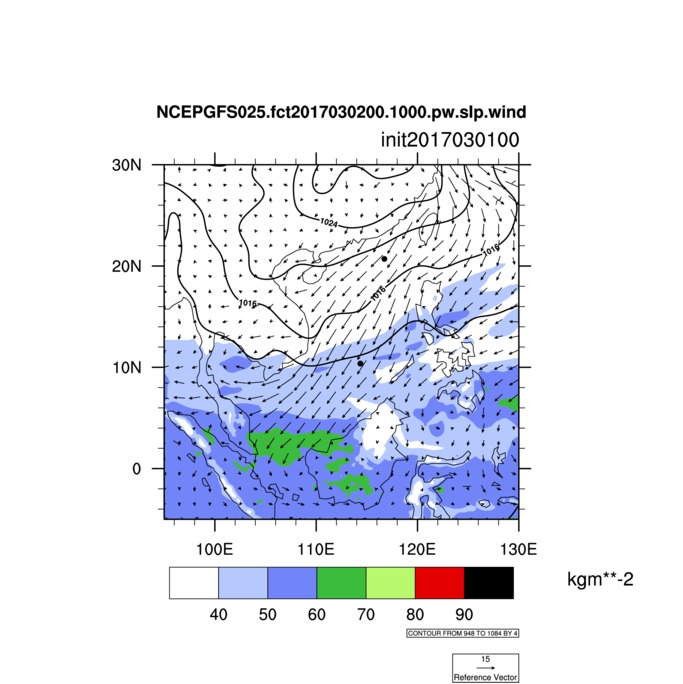 NCEPGFS025.fct2017030200.1000.pw.slp.wind
init2017030100
30N
1024
1016
20N
1016
1016
10N
0
100E 110E 120E 130E
kgm**-2
40 50 60 70 80 90
CONTOUR FROM 948 TO 1084 BY 4
15
Reference Vector